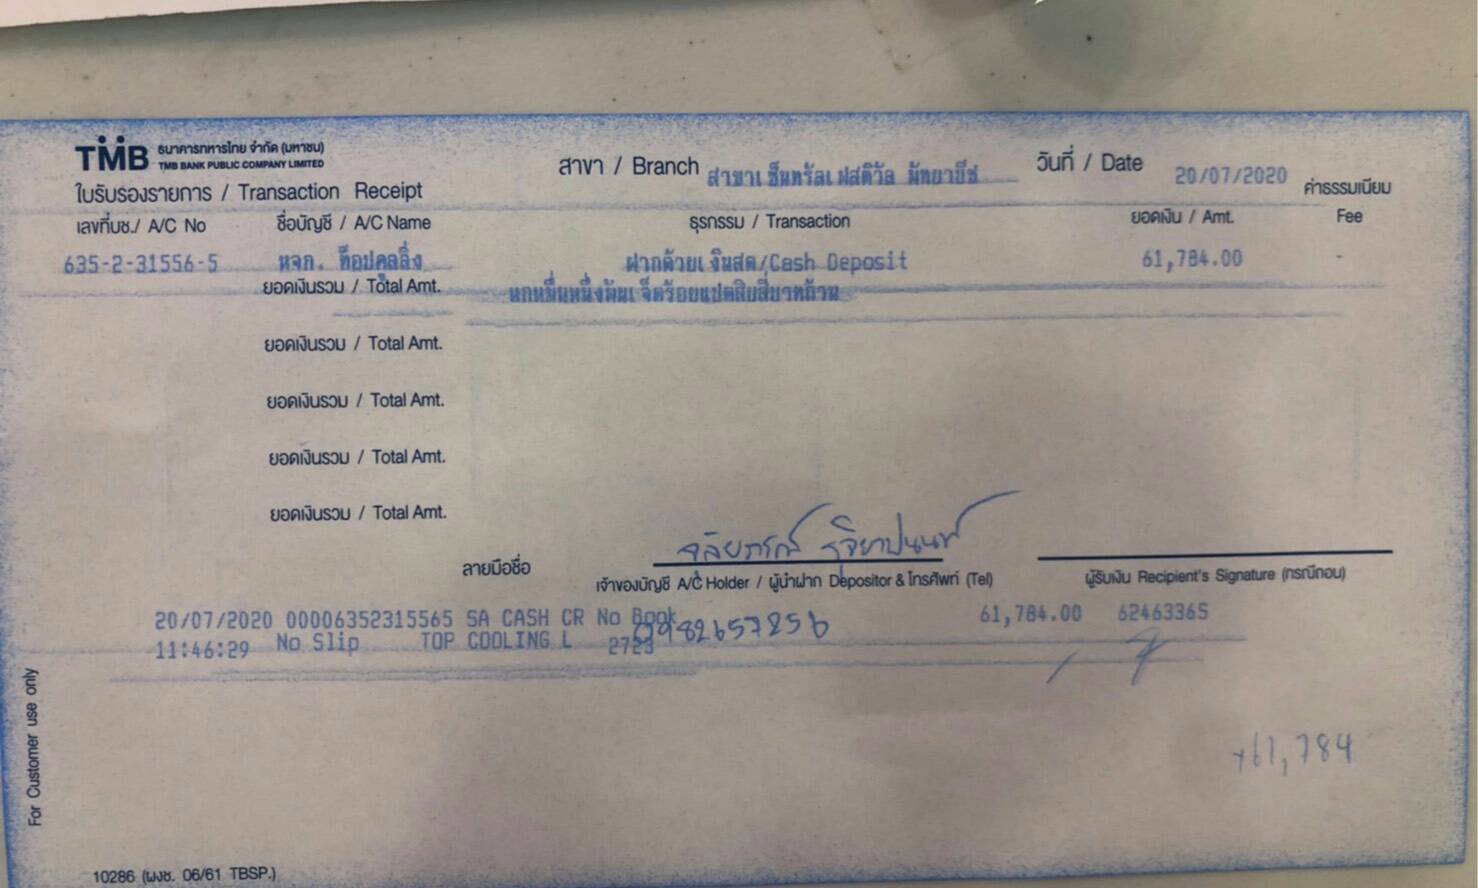 TMB ธนาคารทหารไทย จำกัด (มหาชน)
TMB BANK PUBLIC COMPANY LIMITED
ใบรับรองรายการ / Transaction Receipt
สาขา / Branch สาขาเซ็นทรัลเฟสติวัล พัทยาบีช วันที่ / Date 20/07/2020
เลขที่บช./ A/C No ชื่อบัญชี / A/C Name ธุรกรรม / Transaction ยอดเงิน / Amt. ค่าธรรมเนียม Fee
635-2-31556-5 หจก. ท็อปคูลลิ่ง ฝากด้วยเงินสด/Cash Deposit 61,784.00 -
ยอดเงินรวม / Total Amt. หกหมื่นหนึ่งพันเจ็ดร้อยแปดสิบสี่บาทถ้วน
ยอดเงินรวม / Total Amt.
ยอดเงินรวม / Total Amt.
ยอดเงินรวม / Total Amt.
ยอดเงินรวม / Total Amt.
ลายมือชื่อ
เจ้าของบัญชี A/C Holder / ผู้นำฝาก Depositor & โทรศัพท์ (Tel) ผู้รับเงิน Recipient's Signature (กรณีถอน)
20/07/2020 00006352315565 SA CASH CR No Book 61,784.00 62463365
11:46:29 No Slip TOP COOLING L 2723 0982657256
+61,784
For Customer use only
10286 (ผงช. 06/61 TBSP.)